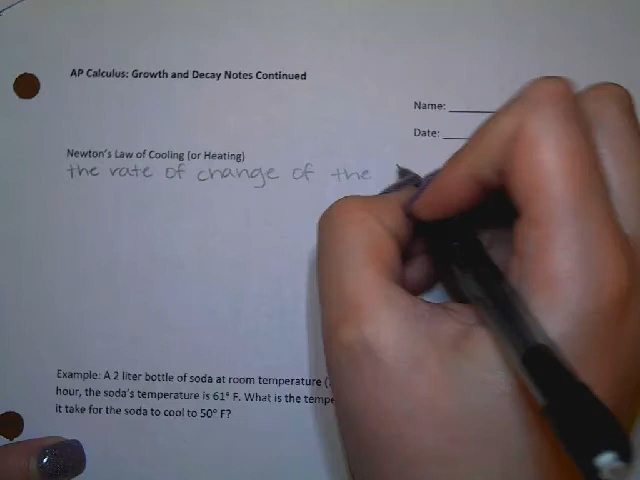 AP Calculus: Growth and Decay Notes Continued
Name:
Date:
Newton's Law of Cooling (or Heating)
the rate of change of the
Example: A 2 liter bottle of soda at room temperature
hour, the soda's temperature is 61° F. What is the
it take for the soda to cool to 50° F?